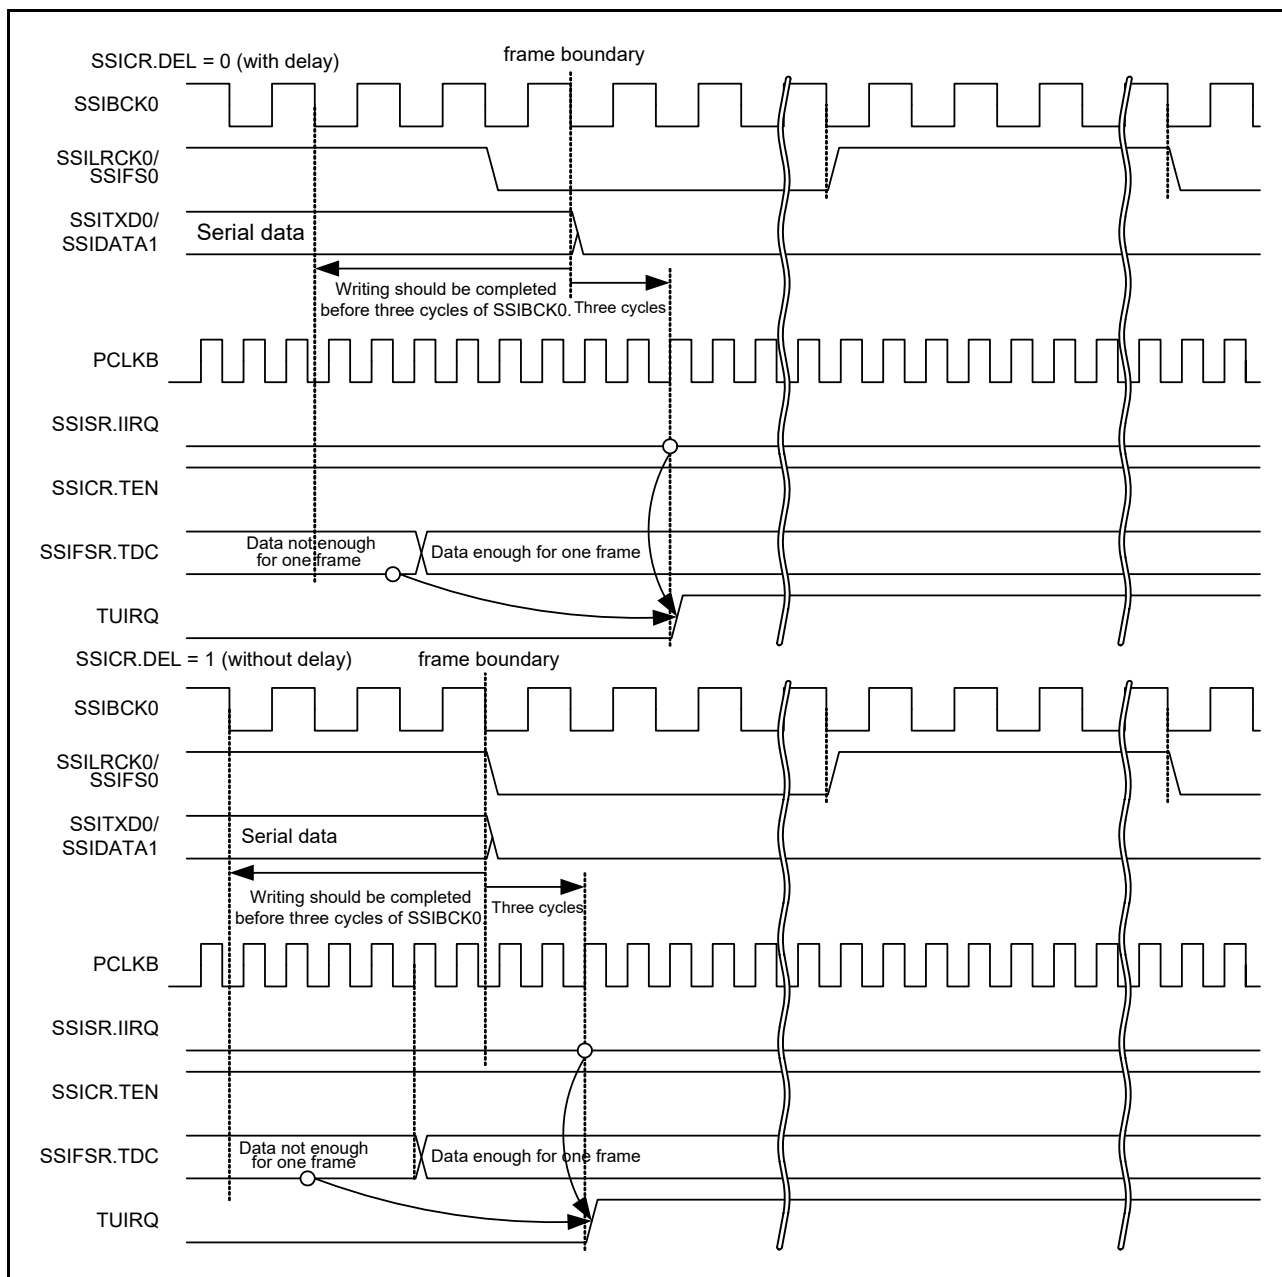 SSICR.DEL = 0 (with delay)
frame boundary
SSIBCK0
SSILRCK0/
SSIFS0
SSITXD0/
SSIDATA1
Serial data
Writing should be completed
before three cycles of SSIBCK0.
Three cycles
PCLKB
SSISR.IIRQ
SSICR.TEN
SSIFSR.TDC
Data not enough
for one frame
Data enough for one frame
TUIRQ
SSICR.DEL = 1 (without delay)
frame boundary
SSIBCK0
SSILRCK0/
SSIFS0
SSITXD0/
SSIDATA1
Serial data
Writing should be completed
before three cycles of SSIBCK0.
Three cycles
PCLKB
SSISR.IIRQ
SSICR.TEN
SSIFSR.TDC
Data not enough
for one frame
Data enough for one frame
TUIRQ